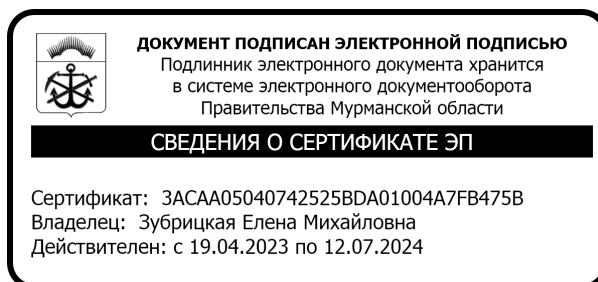 ДОКУМЕНТ ПОДПИСАН ЭЛЕКТРОННОЙ ПОДПИСЬЮ
Подлинник электронного документа хранится
в системе электронного документооборота
Правительства Мурманской области
СВЕДЕНИЯ О СЕРТИФИКАТЕ ЭП
Сертификат: 3ACAA05040742525BDA01004A7FB475B
Владелец: Зубрицкая Елена Михайловна
Действителен: с 19.04.2023 по 12.07.2024